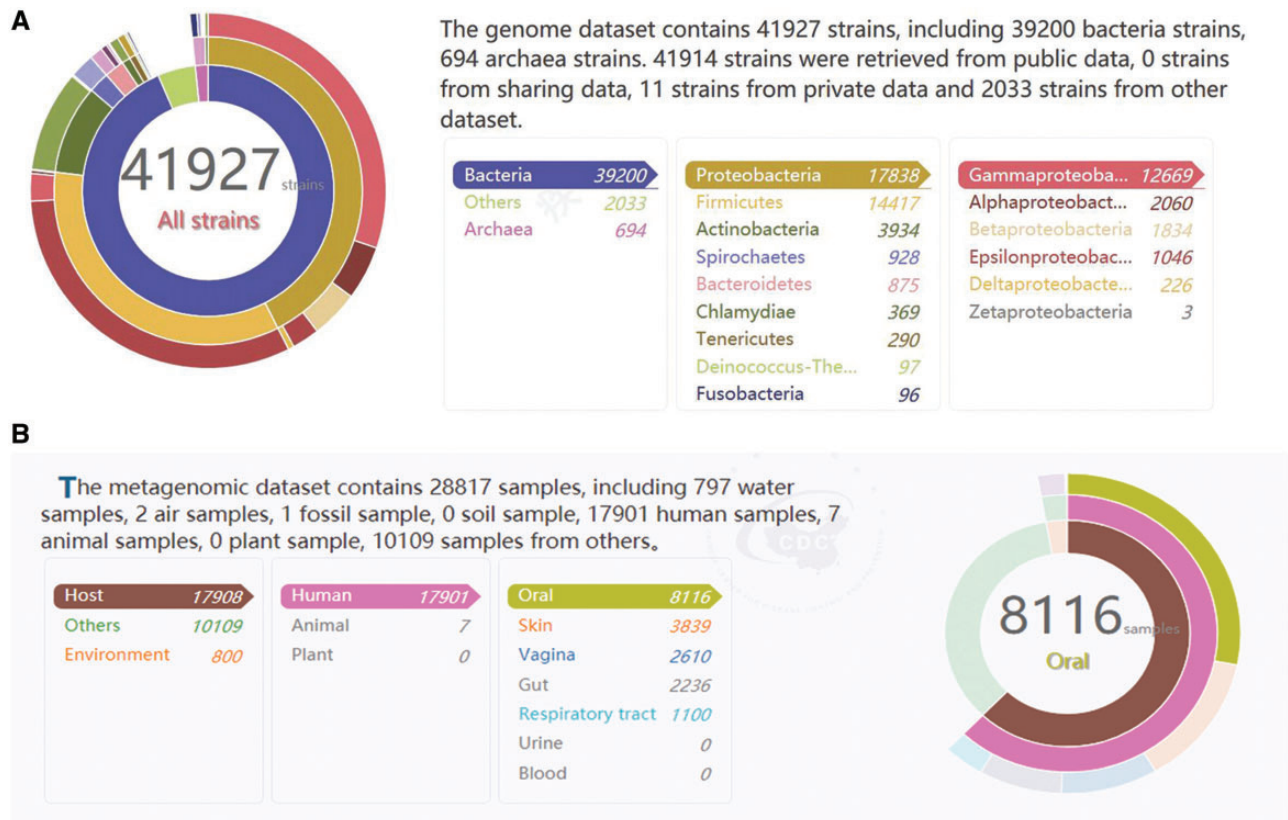 A
The genome dataset contains 41927 strains, including 39200 bacteria strains,
694 archaea strains. 41914 strains were retrieved from public data, 0 strains
from sharing data, 11 strains from private data and 2033 strains from other
dataset.
41927 strains
All strains
Bacteria 39200
Others 2033
Archaea 694
Proteobacteria 17838
Firmicutes 14417
Actinobacteria 3934
Spirochaetes 928
Bacteroidetes 875
Chlamydiae 369
Tenericutes 290
Deinococcus-The... 97
Fusobacteria 96
Gammaproteoba... 12669
Alphaproteobact... 2060
Betaproteobacteria 1834
Epsilonproteobac... 1046
Deltaproteobacte... 226
Zetaproteobacteria 3
B
The metagenomic dataset contains 28817 samples, including 797 water
samples, 2 air samples, 1 fossil sample, 0 soil sample, 17901 human samples, 7
animal samples, 0 plant sample, 10109 samples from others。
CDC
Host 17908
Others 10109
Environment 800
Human 17901
Animal 7
Plant 0
Oral 8116
Skin 3839
Vagina 2610
Gut 2236
Respiratory tract 1100
Urine 0
Blood 0
8116 samples
Oral